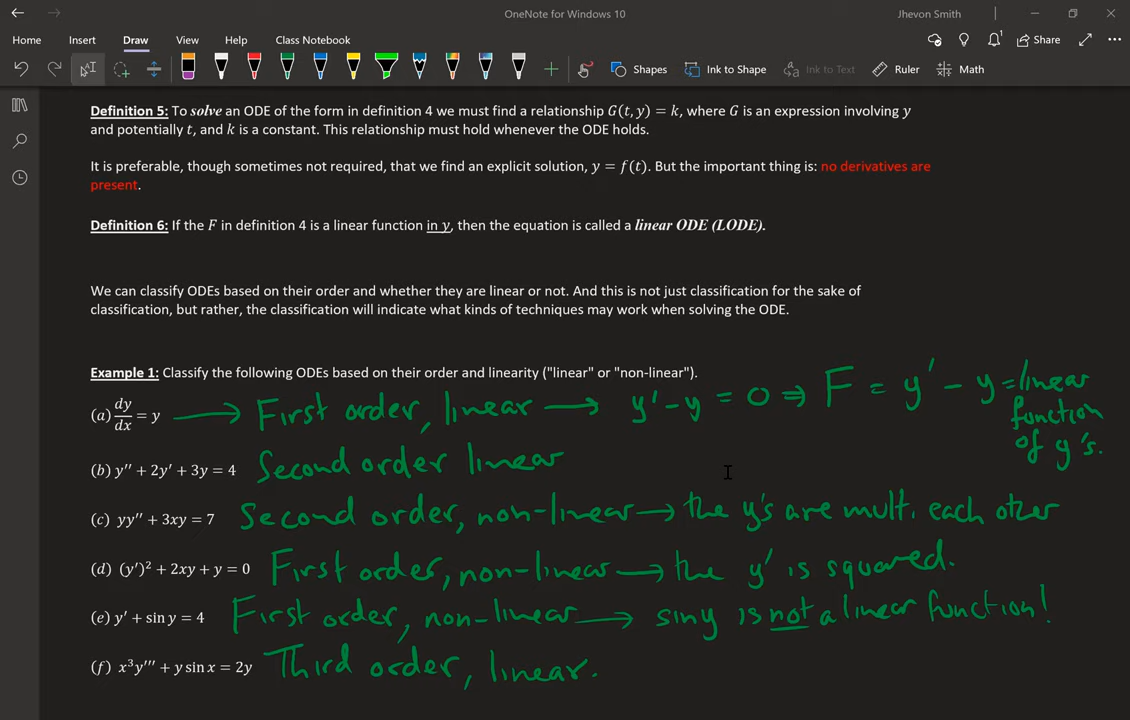 OneNote for Windows 10
Jhevon Smith
Home Insert Draw View Help Class Notebook
Share
Shapes Ink to Shape Ink to Text Ruler Math
Definition 5: To solve an ODE of the form in definition 4 we must find a relationship G(t, y) = k, where G is an expression involving y
and potentially t, and k is a constant. This relationship must hold whenever the ODE holds.
It is preferable, though sometimes not required, that we find an explicit solution, y = f(t). But the important thing is: no derivatives are
present.
Definition 6: If the F in definition 4 is a linear function in y, then the equation is called a linear ODE (LODE).
We can classify ODEs based on their order and whether they are linear or not. And this is not just classification for the sake of
classification, but rather, the classification will indicate what kinds of techniques may work when solving the ODE.
Example 1: Classify the following ODEs based on their order and linearity ("linear" or "non-linear").
(a) dy/dx = y → First order, linear → y' - y = 0 ⇒ F = y' - y = linear
function
of y's.
(b) y'' + 2y' + 3y = 4 Second order linear
(c) yy'' + 3xy = 7 Second order, non-linear → the y's are mult. each other
(d) (y')² + 2xy + y = 0 First order, non-linear → the y' is squared.
(e) y' + sin y = 4 First order, non-linear → sin y is not a linear function!
(f) x³y''' + y sin x = 2y Third order, linear.